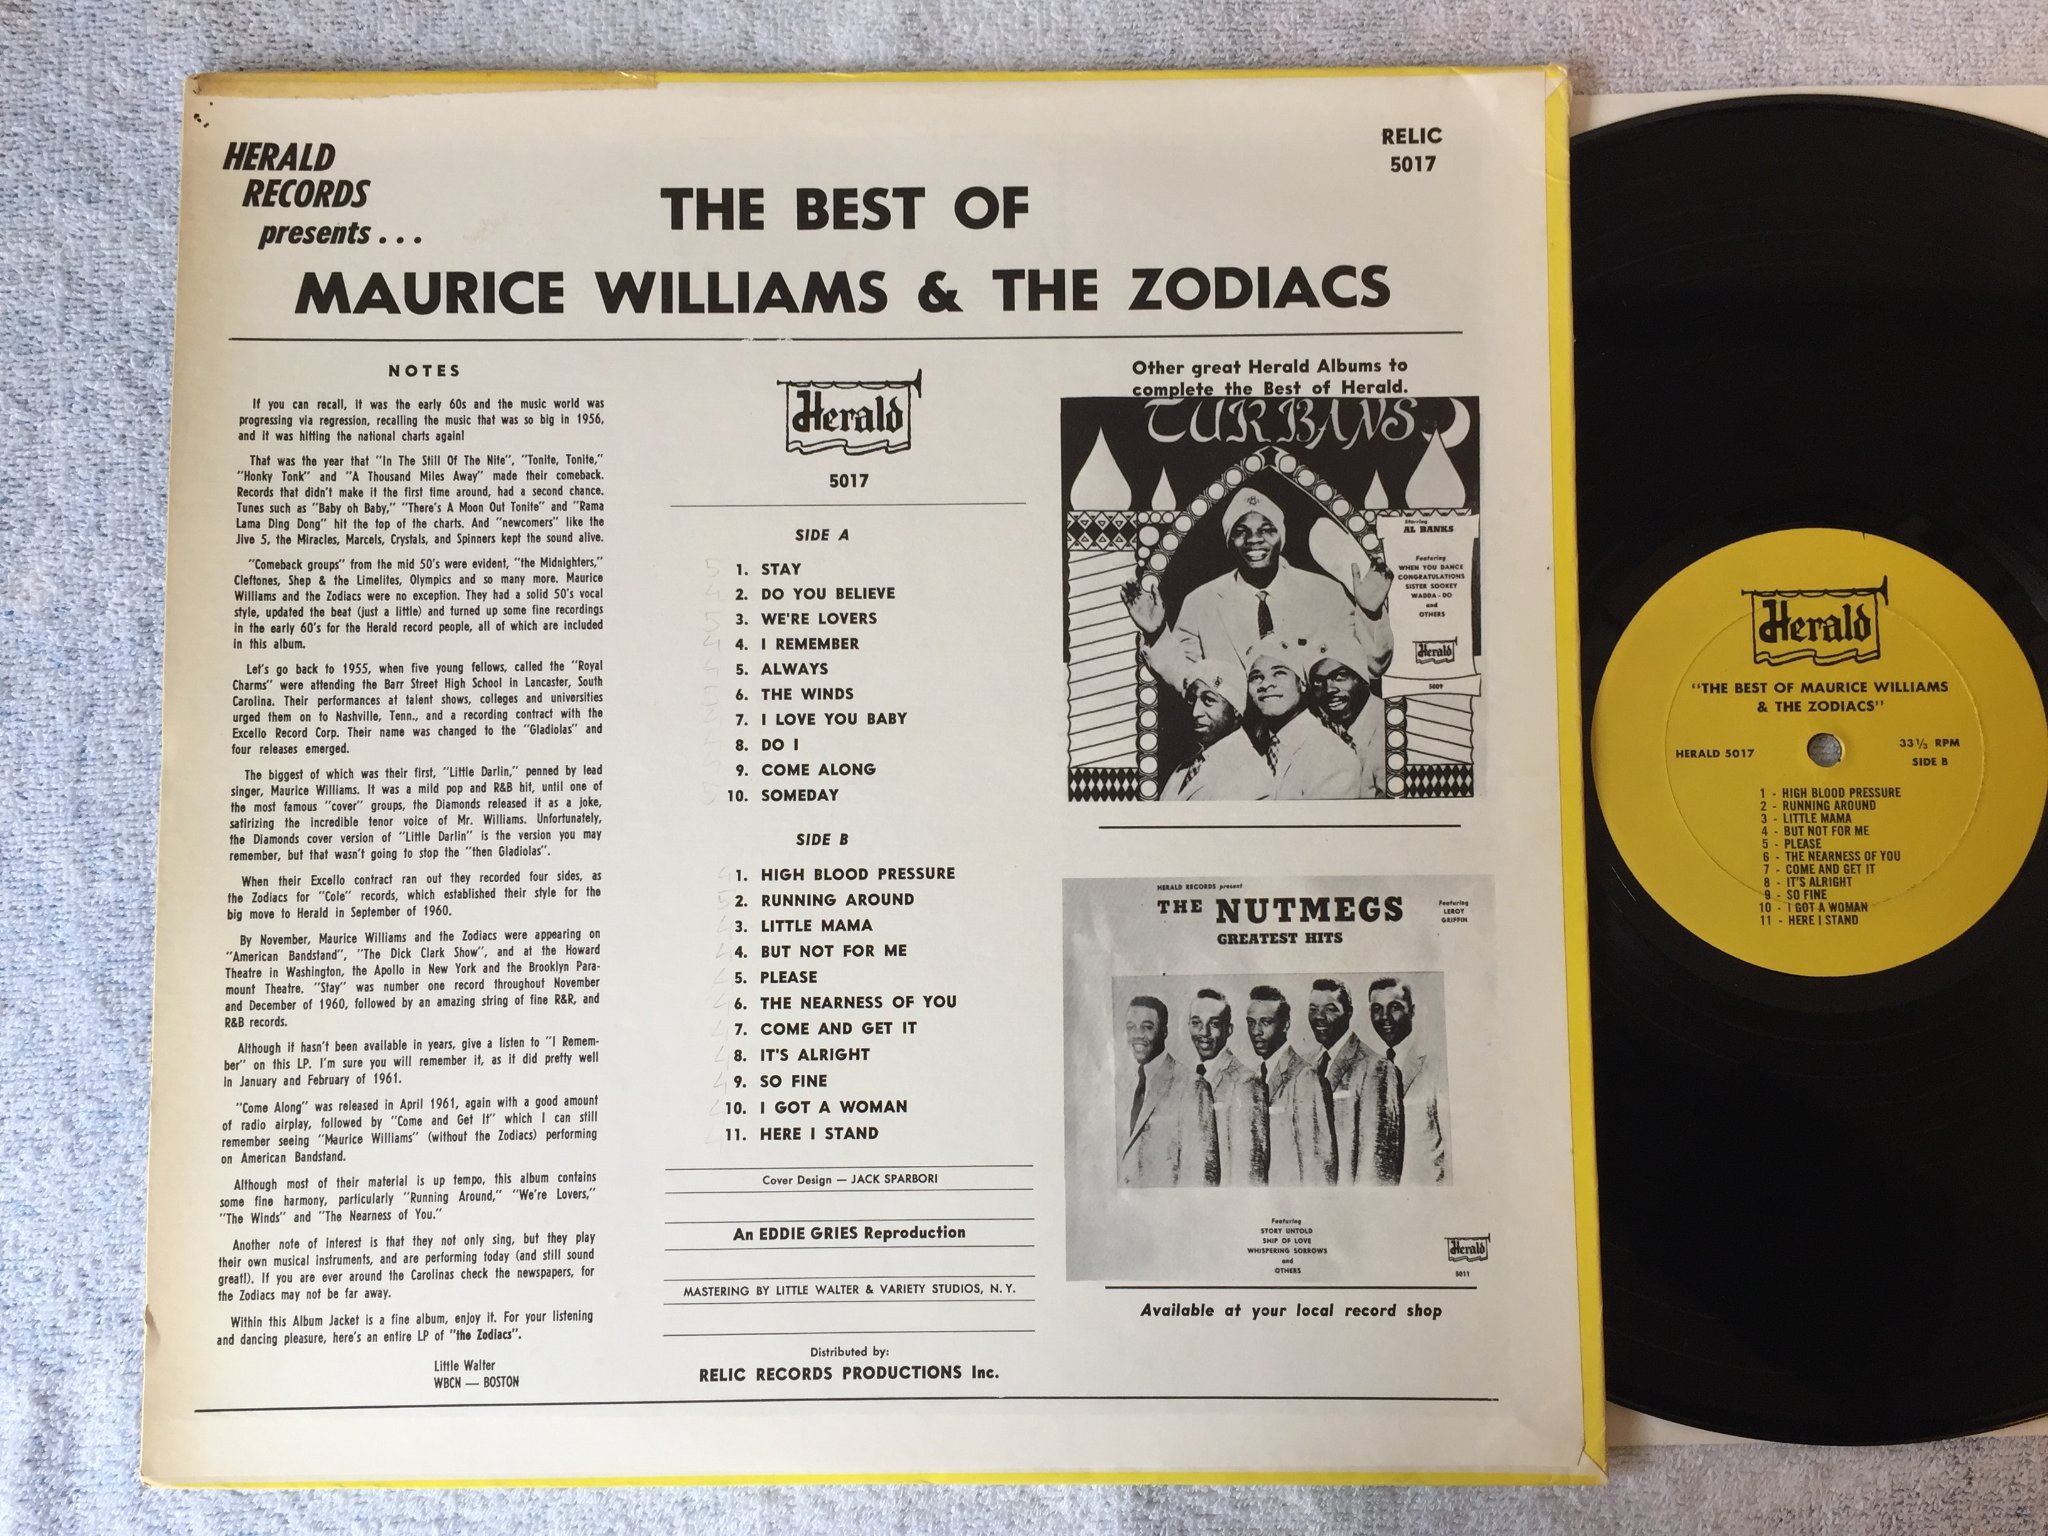 HERALD
RECORDS
presents...
RELIC
5017
THE BEST OF
MAURICE WILLIAMS & THE ZODIACS
NOTES
If you can recall, it was the early 60s and the music world was
progressing via regression, recalling the music that was so big in 1956,
and it was hitting the national charts again!
That was the year that "In The Still Of The Nite", "Tonite, Tonite,"
"Honky Tonk" and "A Thousand Miles Away" made their comeback.
Records that didn't make it the first time around, had a second chance.
Tunes such as "Baby oh Baby," "There's A Moon Out Tonite" and "Rama
Lama Ding Dong" hit the top of the charts. And "newcomers" like the
Jive 5, the Miracles, Marcels, Crystals, and Spinners kept the sound alive.
"Comeback groups" from the mid 50's were evident, "the Midnighters,"
Cleftones, Shep & the Limelites, Olympics and so many more. Maurice
Williams and the Zodiacs were no exception. They had a solid 50's vocal
style, updated the beat (just a little) and turned up some fine recordings
in the early 60's for the Herald record people, all of which are included
in this album.
Let's go back to 1955, when five young fellows, called the "Royal
Charms" were attending the Barr Street High School in Lancaster, South
Carolina. Their performances at talent shows, colleges and universities
urged them on to Nashville, Tenn., and a recording contract with the
Excello Record Corp. Their name was changed to the "Gladiolas" and
four releases emerged.
The biggest of which was their first, "Little Darlin," penned by lead
singer, Maurice Williams. It was a mild pop and R&B hit, until one of
the most famous "cover" groups, the Diamonds released it as a joke,
satirizing the incredible tenor voice of Mr. Williams. Unfortunately,
the Diamonds cover version of "Little Darlin" is the version you may
remember, but that wasn't going to stop the "then Gladiolas".
When their Excello contract ran out they recorded four sides, as
the Zodiacs for "Cole" records, which established their style for the
big move to Herald in September of 1960.
By November, Maurice Williams and the Zodiacs were appearing on
"American Bandstand", "The Dick Clark Show", and at the Howard
Theatre in Washington, the Apollo in New York and the Brooklyn Para-
mount Theatre. "Stay" was number one record throughout November
and December of 1960, followed by an amazing string of fine R&R, and
R&B records.
Although it hasn't been available in years, give a listen to "I Remem-
ber" on this LP. I'm sure you will remember it, as it did pretty well
in January and February of 1961.
"Come Along" was released in April 1961, again with a good amount
of radio airplay, followed by "Come and Get It" which I can still
remember seeing "Maurice Williams" (without the Zodiacs) performing
on American Bandstand.
Although most of their material is up tempo, this album contains
some fine harmony, particularly "Running Around," "We're Lovers,"
"The Winds" and "The Nearness of You."
Another note of interest is that they not only sing, but they play
their own musical instruments, and are performing today (and still sound
great!). If you are ever around the Carolinas check the newspapers, for
the Zodiacs may not be far away.
Within this Album Jacket is a fine album, enjoy it. For your listening
and dancing pleasure, here's an entire LP of "the Zodiacs".
Little Walter
WBCN — BOSTON
Herald
5017
SIDE A
1. STAY
2. DO YOU BELIEVE
3. WE'RE LOVERS
4. I REMEMBER
5. ALWAYS
6. THE WINDS
7. I LOVE YOU BABY
8. DO I
9. COME ALONG
10. SOMEDAY
SIDE B
1. HIGH BLOOD PRESSURE
2. RUNNING AROUND
3. LITTLE MAMA
4. BUT NOT FOR ME
5. PLEASE
6. THE NEARNESS OF YOU
7. COME AND GET IT
8. IT'S ALRIGHT
9. SO FINE
10. I GOT A WOMAN
11. HERE I STAND
Cover Design — JACK SPARBORI
An EDDIE GRIES Reproduction
MASTERING BY LITTLE WALTER & VARIETY STUDIOS, N.Y.
Distributed by:
RELIC RECORDS PRODUCTIONS Inc.
Other great Herald Albums to
complete the Best of Herald.
TURBANS
Starring
AL BANKS
Featuring
WHEN YOU DANCE
CONGRATULATIONS
SISTER SOOKEY
WADDA-DO
and
OTHERS
Herald
5009
HERALD RECORDS present
THE NUTMEGS
GREATEST HITS
Featuring
LEROY
GRIFFIN
Featuring
STORY UNTOLD
SHIP OF LOVE
WHISPERING SORROWS
and
OTHERS
Herald
5011
Available at your local record shop
Herald
"THE BEST OF MAURICE WILLIAMS
& THE ZODIACS"
HERALD 5017
33 1/3 RPM
SIDE B
1 - HIGH BLOOD PRESSURE
2 - RUNNING AROUND
3 - LITTLE MAMA
4 - BUT NOT FOR ME
5 - PLEASE
6 - THE NEARNESS OF YOU
7 - COME AND GET IT
8 - IT'S ALRIGHT
9 - SO FINE
10 - I GOT A WOMAN
11 - HERE I STAND